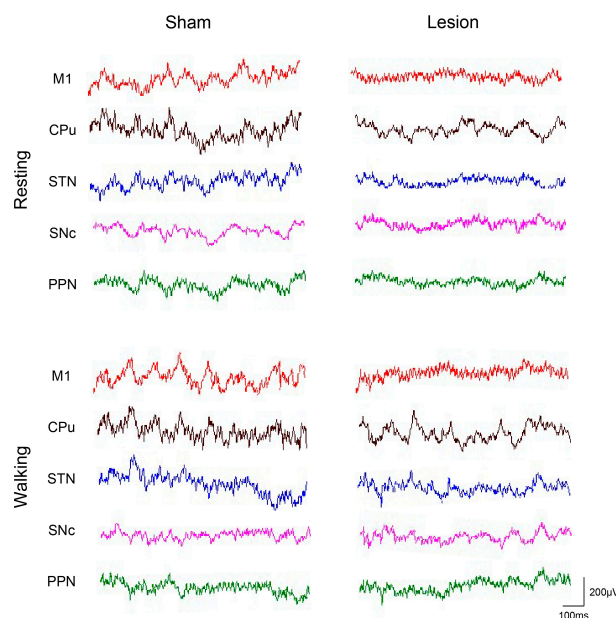 Sham Lesion
Resting
M1
CPu
STN
SNc
PPN
Walking
M1
CPu
STN
SNc
PPN
200μV
100ms